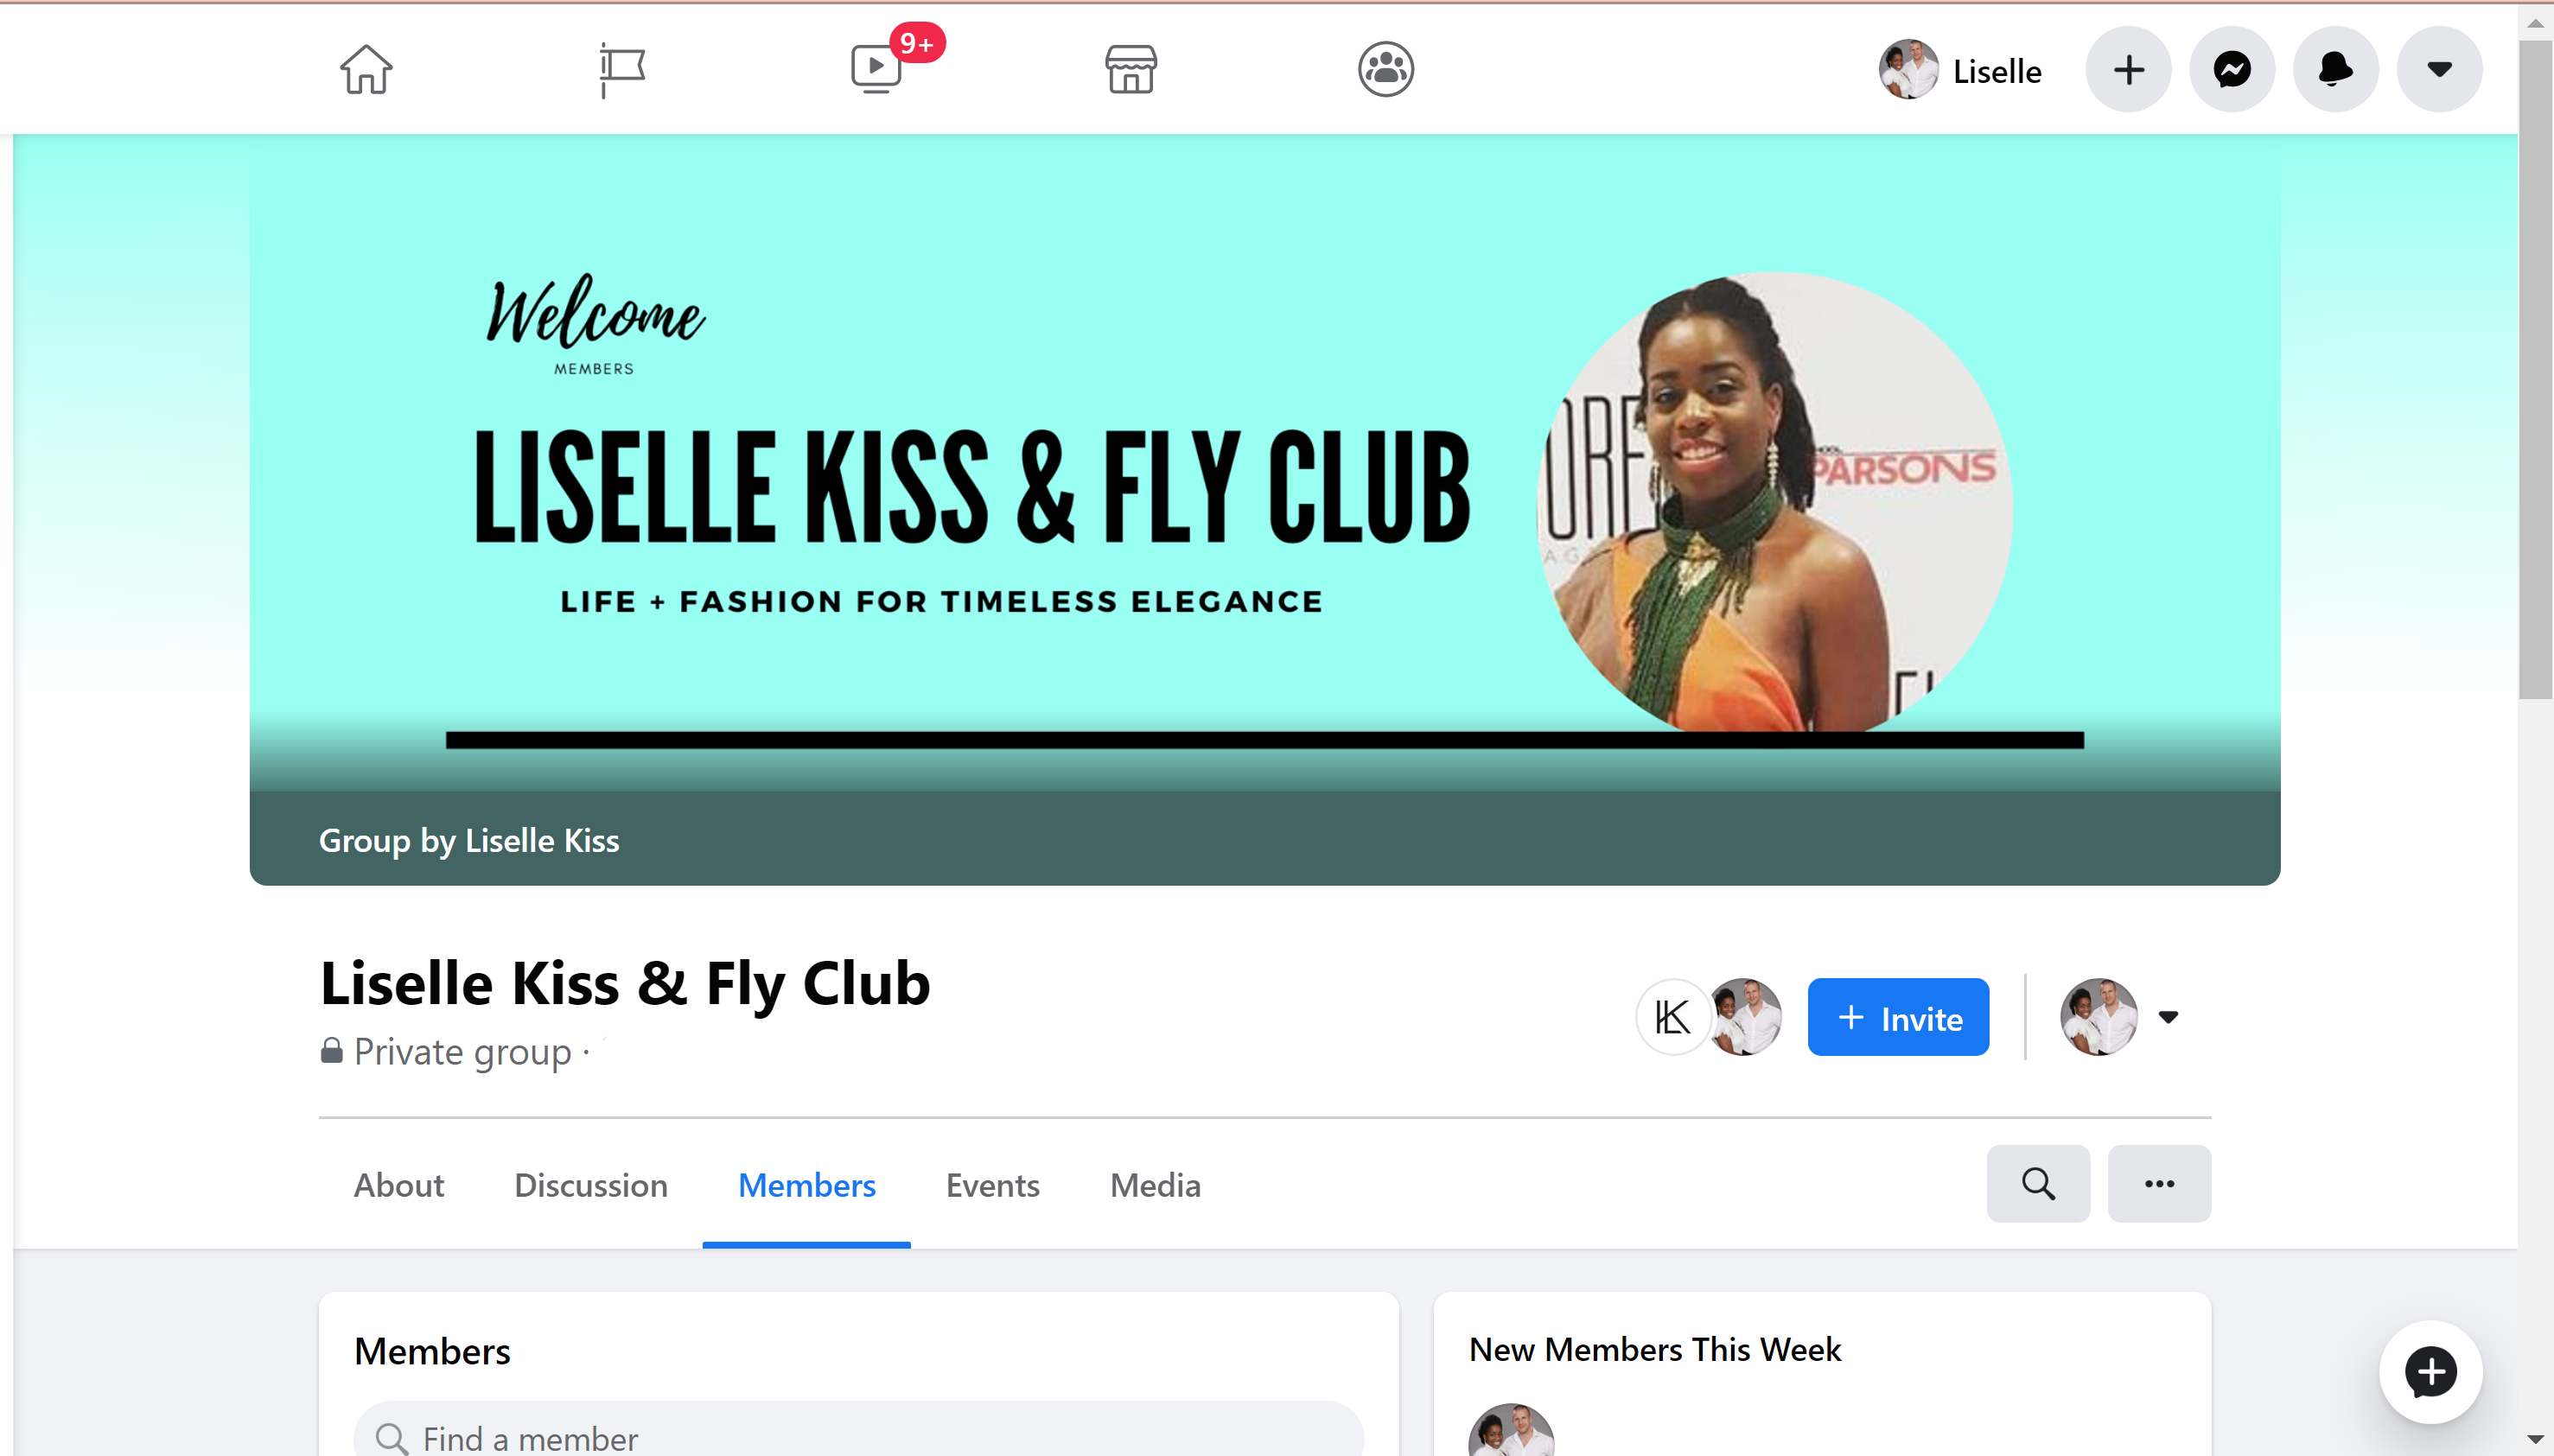 9+
Liselle
Welcome
MEMBERS
LISELLE KISS & FLY CLUB
LIFE + FASHION FOR TIMELESS ELEGANCE
PARSONS
Group by Liselle Kiss
Liselle Kiss & Fly Club
Private group ·
LK
+ Invite
About Discussion Members Events Media
Members
New Members This Week
Find a member